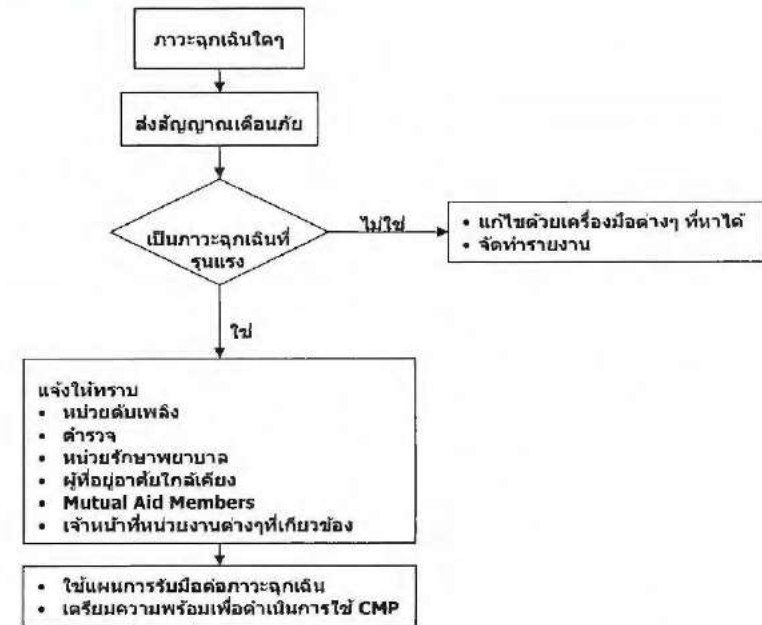 ภาวะฉุกเฉินใดๆ
ส่งสัญญาณเตือนภัย
เป็นภาวะฉุกเฉินที่
รุนแรง
ไม่ใช่
• แก้ไขด้วยเครื่องมือต่างๆ ที่หาได้
• จัดทำรายงาน
ใช่
แจ้งให้ทราบ
• หน่วยดับเพลิง
• ตำรวจ
• หน่วยรักษาพยาบาล
• ผู้ที่อยู่อาศัยใกล้เคียง
• Mutual Aid Members
• เจ้าหน้าที่หน่วยงานต่างๆที่เกี่ยวข้อง
• ใช้แผนการรับมือต่อภาวะฉุกเฉิน
• เตรียมความพร้อมเพื่อดำเนินการใช้ CMP